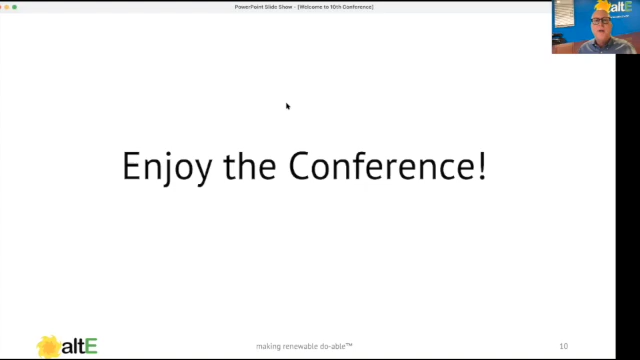 PowerPoint Slide Show - [Welcome to 10th Conference]
altE
Enjoy the Conference!
altE
making renewable do-able™
10